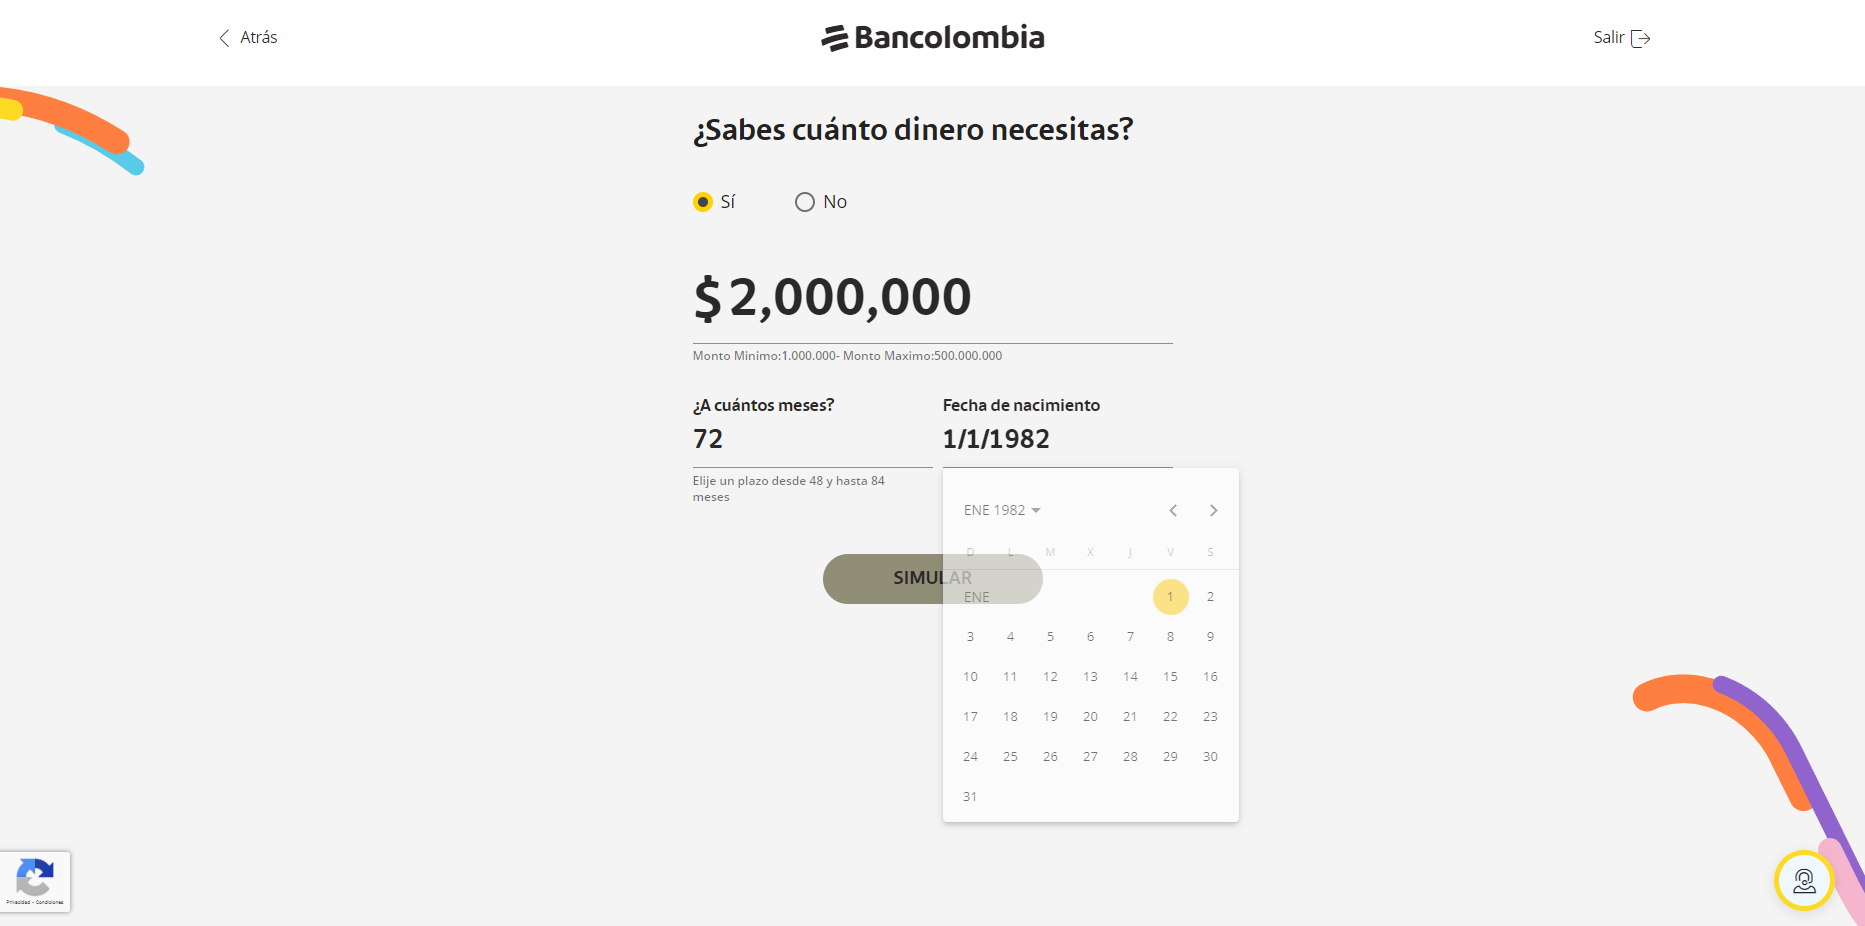 Atrás
Bancolombia
Salir
¿Sabes cuánto dinero necesitas?
Sí No
$ 2,000,000
Monto Minimo:1.000.000- Monto Maximo:500.000.000
¿A cuántos meses? Fecha de nacimiento
72 1/1/1982
Elije un plazo desde 48 y hasta 84
meses
ENE 1982
D L M X J V S
SIMULAR
ENE 1 2
3 4 5 6 7 8 9
10 11 12 13 14 15 16
17 18 19 20 21 22 23
24 25 26 27 28 29 30
31
Privacidad - Condiciones